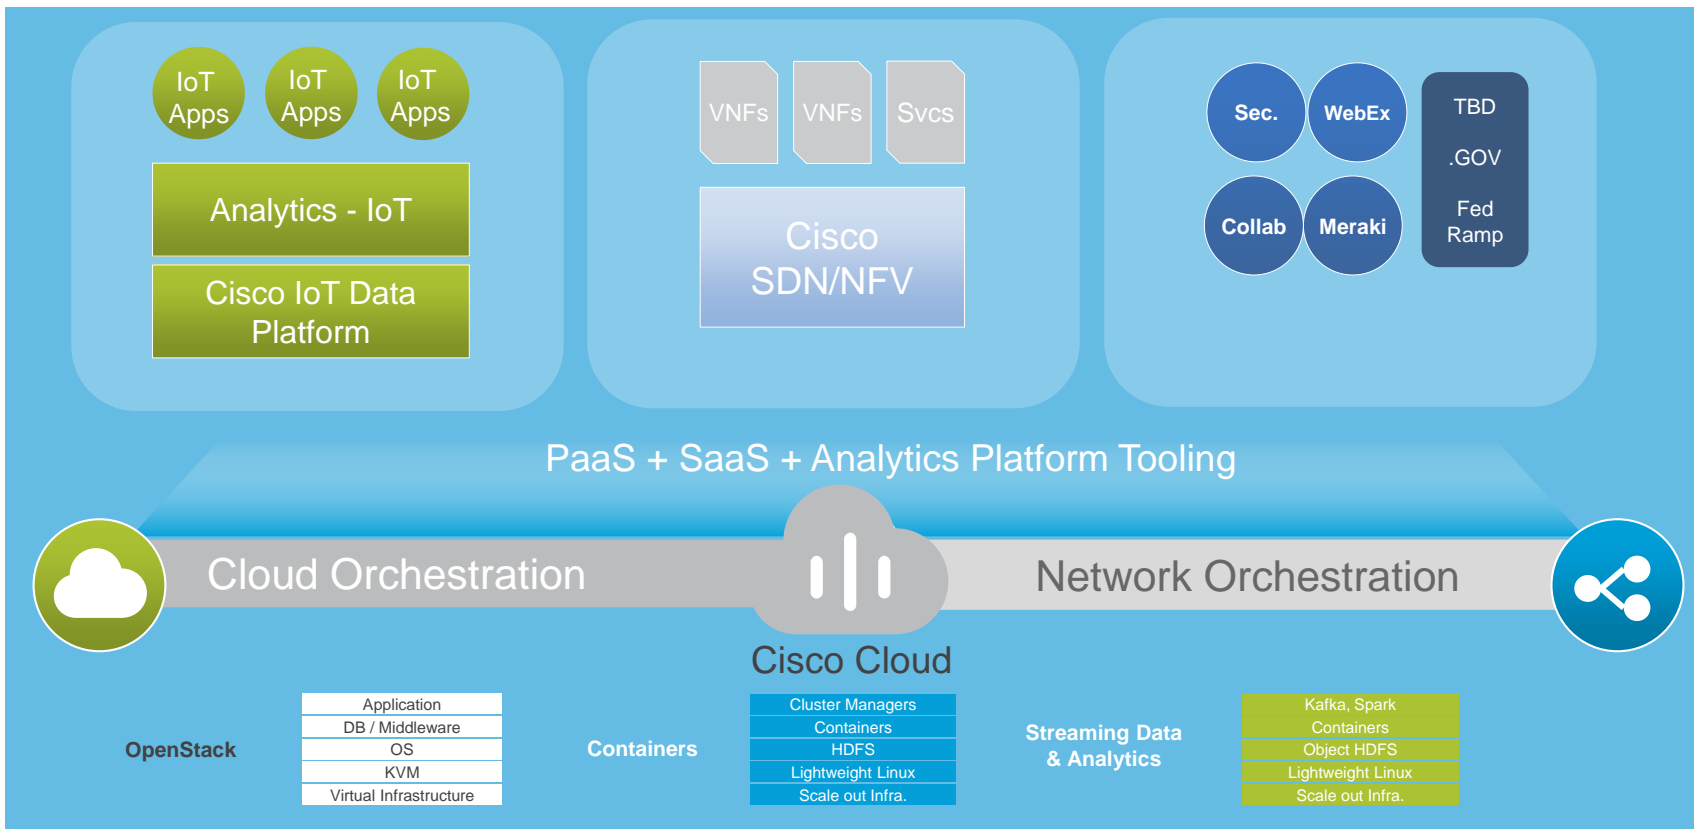 IoT
Apps
IoT
Apps
IoT
Apps
Analytics - IoT
Cisco IoT Data
Platform
VNFs
VNFs
Svcs
Cisco
SDN/NFV
Sec.
WebEx
Collab
Meraki
TBD
.GOV
Fed
Ramp
PaaS + SaaS + Analytics Platform Tooling
Cloud Orchestration
Network Orchestration
Cisco Cloud
OpenStack
Application
DB / Middleware
OS
KVM
Virtual Infrastructure
Containers
Cluster Managers
Containers
HDFS
Lightweight Linux
Scale out Infra.
Streaming Data
& Analytics
Kafka, Spark
Containers
Object HDFS
Lightweight Linux
Scale out Infra.